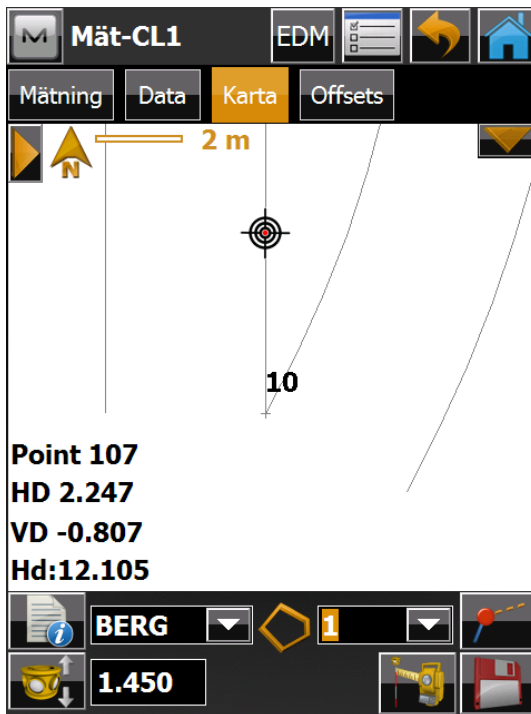 M Mät-CL1 EDM
Mätning Data Karta Offsets
N 2 m
10
Point 107
HD 2.247
VD -0.807
Hd:12.105
i BERG 1
1.450